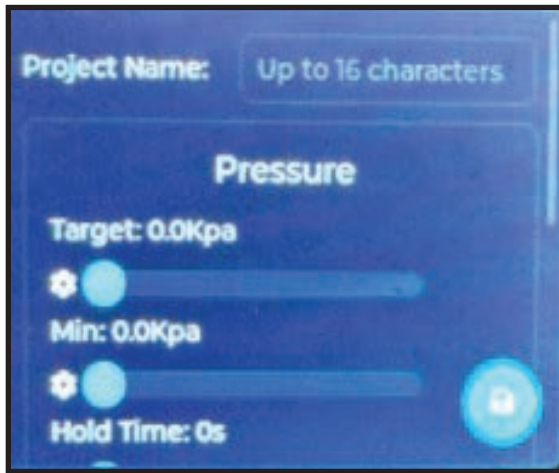 Project Name: Up to 16 characters
Pressure
Target: 0.0Kpa
Min: 0.0Kpa
Hold Time: 0s